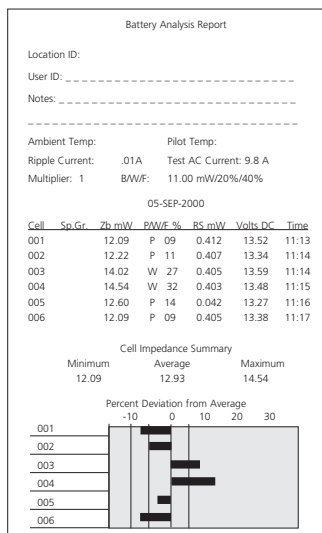 Battery Analysis Report
Location ID:
User ID: _ _ _ _ _ _ _ _ _ _ _ _ _ _ _ _ _ _ _ _ _ _ _ _ _ _ _ _
Notes: _ _ _ _ _ _ _ _ _ _ _ _ _ _ _ _ _ _ _ _ _ _ _ _ _ _ _ _ _
_ _ _ _ _ _ _ _ _ _ _ _ _ _ _ _ _ _ _ _ _ _ _ _ _ _ _ _ _ _ _ _ _
Ambient Temp: Pilot Temp:
Ripple Current: .01A Test AC Current: 9.8 A
Multiplier: 1 B/W/F: 11.00 mW/20%/40%
05-SEP-2000
Cell Sp.Gr. Zb mW P/W/F % RS mW Volts DC Time
001 12.09 P 09 0.412 13.52 11:13
002 12.22 P 11 0.407 13.34 11:14
003 14.02 W 27 0.405 13.59 11:14
004 14.54 W 32 0.403 13.48 11:15
005 12.60 P 14 0.042 13.27 11:16
006 12.09 P 09 0.405 13.38 11:17
Cell Impedance Summary
Minimum Average Maximum
12.09 12.93 14.54
Percent Deviation from Average
-10 0 10 20 30
001
002
003
004
005
006